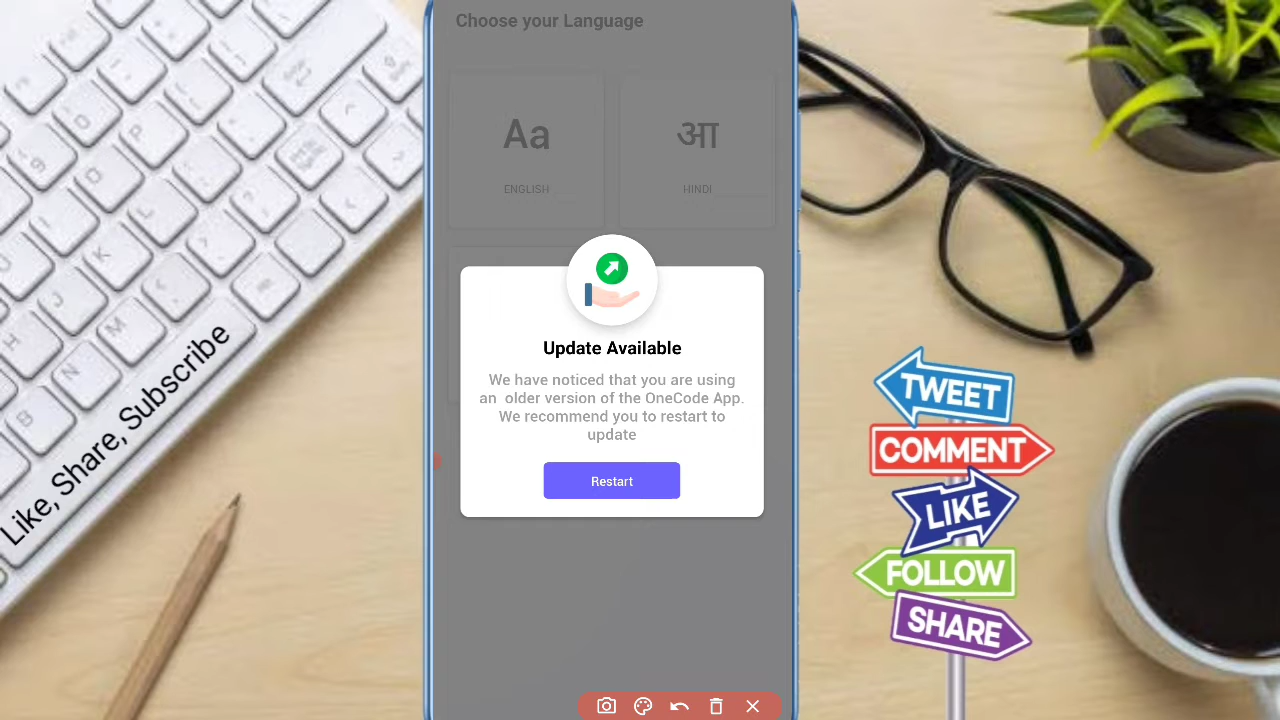 Choose your Language
Aa
आ
ENGLISH
HINDI
Update Available
We have noticed that you are using
an older version of the OneCode App.
We recommend you to restart to
update
Restart
Like, Share, Subscribe
TWEET
COMMENT
LIKE
FOLLOW
SHARE